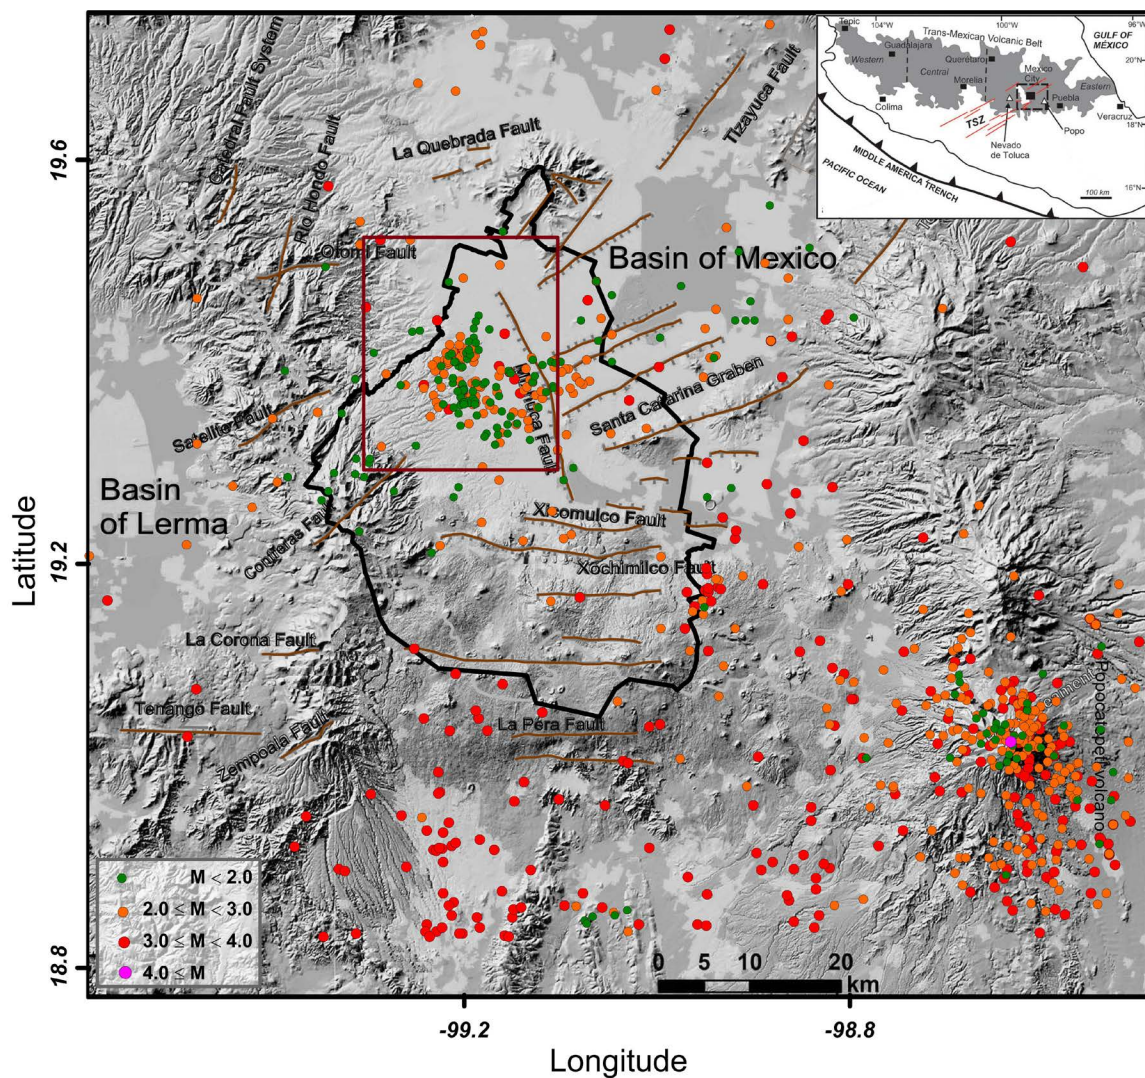 Tepic
104°W
100°W
96°W
Trans-Mexican Volcanic Belt
GULF OF
MÉXICO
Guadalajara
Querétaro
20°N
Western
Central
Mexico
City
Eastern
Morelia
Colima
Puebla
Veracruz
TSZ
18°N
Popo
Nevado
de Toluca
MIDDLE AMERICA TRENCH
PACIFIC OCEAN
16°N
100 km
Catedral Fault System
Rio Hondo Fault
La Quebrada Fault
Tizayuca Fault
Otomí Fault
Basin of Mexico
Santa Catarina Graben
Satelite Fault
Basin
of Lerma
Contreras Fault
Xicomulco Fault
Xochimilco Fault
La Corona Fault
Tenango Fault
Zempoala Fault
La Pera Fault
Popocatepetl volcano
M < 2.0
2.0 ≤ M < 3.0
3.0 ≤ M < 4.0
4.0 ≤ M
0 5 10 20
km
19.6
19.2
18.8
Latitude
-99.2
-98.8
Longitude